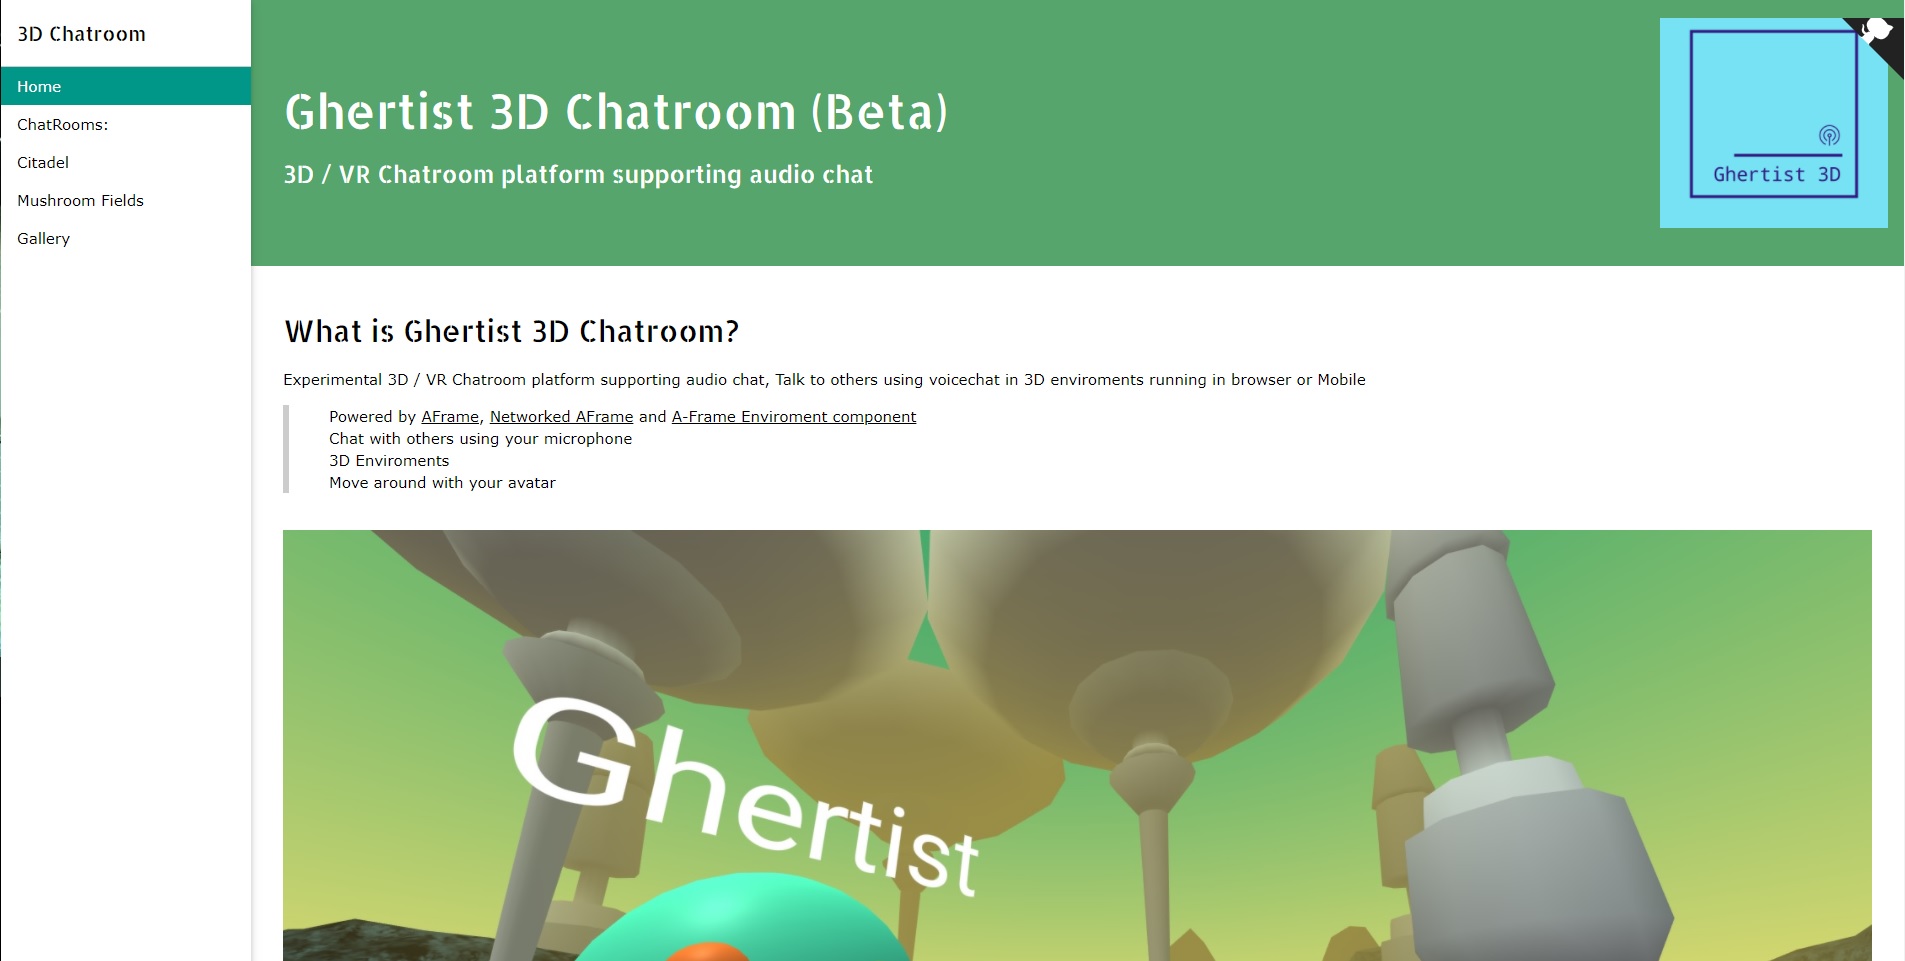 3D Chatroom
Home
ChatRooms:
Citadel
Mushroom Fields
Gallery
Ghertist 3D Chatroom (Beta)
3D / VR Chatroom platform supporting audio chat
Ghertist 3D
What is Ghertist 3D Chatroom?
Experimental 3D / VR Chatroom platform supporting audio chat, Talk to others using voicechat in 3D enviroments running in browser or Mobile
Powered by AFrame, Networked AFrame and A-Frame Enviroment component
Chat with others using your microphone
3D Enviroments
Move around with your avatar
Ghertist